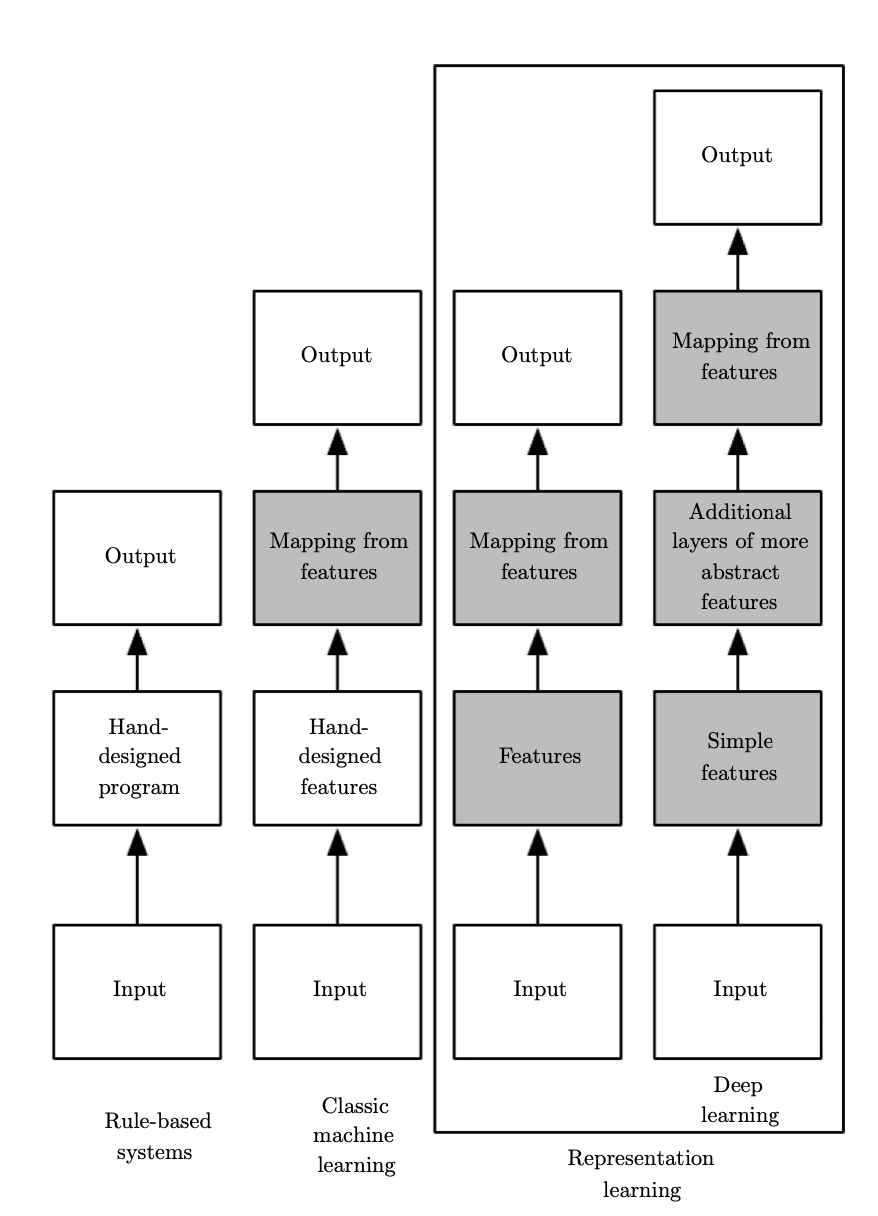 Output
Output
Output
Mapping from
features
Output
Mapping from
features
Mapping from
features
Additional
layers of more
abstract
features
Hand-
designed
program
Hand-
designed
features
Features
Simple
features
Input
Input
Input
Input
Rule-based
systems
Classic
machine
learning
Deep
learning
Representation
learning